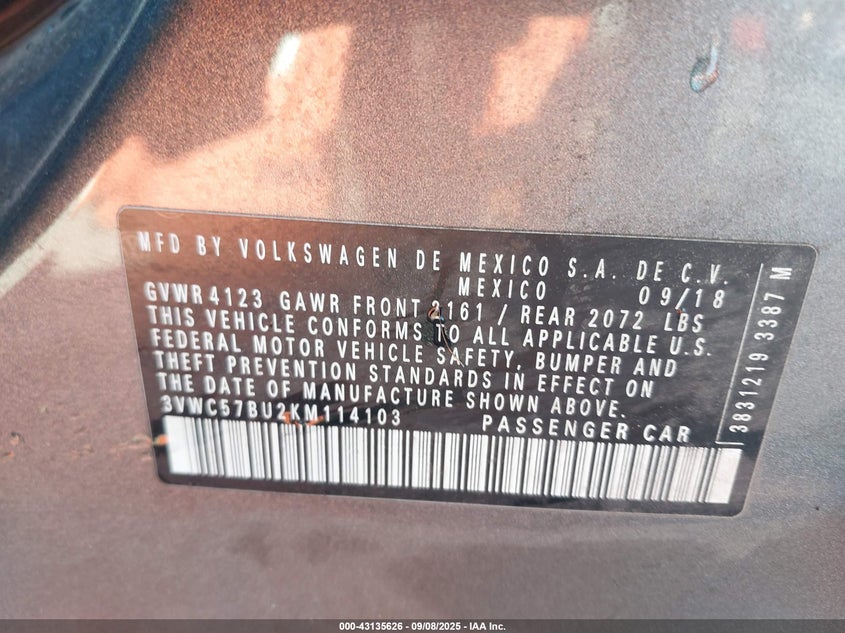 MFD BY VOLKSWAGEN DE MEXICO S.A. DE C.V.
MEXICO 09/18
GVWR 4123 GAWR FRONT 2161 / REAR 2072 LBS
THIS VEHICLE CONFORMS TO ALL APPLICABLE U.S.
FEDERAL MOTOR VEHICLE SAFETY, BUMPER AND
THEFT PREVENTION STANDARDS IN EFFECT ON
THE DATE OF MANUFACTURE SHOWN ABOVE.
3VWC57BU2KM114103 PASSENGER CAR
3831219 3387 M
000-43135626 - 09/08/2025 - IAA Inc.